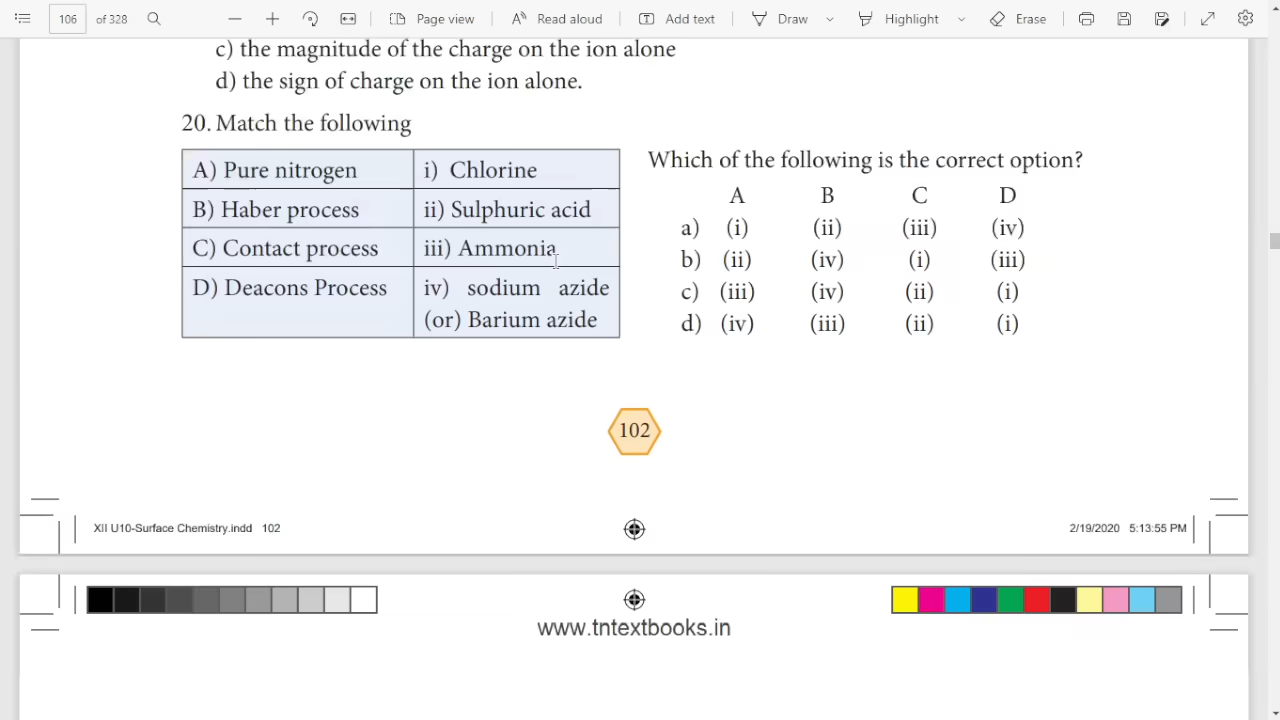 106 of 328 Page view Read aloud Add text Draw Highlight Erase
c) the magnitude of the charge on the ion alone
d) the sign of charge on the ion alone.
20. Match the following
A) Pure nitrogen i) Chlorine
B) Haber process ii) Sulphuric acid
C) Contact process iii) Ammonia
D) Deacons Process iv) sodium azide
(or) Barium azide
Which of the following is the correct option?
A B C D
a) (i) (ii) (iii) (iv)
b) (ii) (iv) (i) (iii)
c) (iii) (iv) (ii) (i)
d) (iv) (iii) (ii) (i)
102
XII U10-Surface Chemistry.indd 102 2/19/2020 5:13:55 PM
www.tntextbooks.in